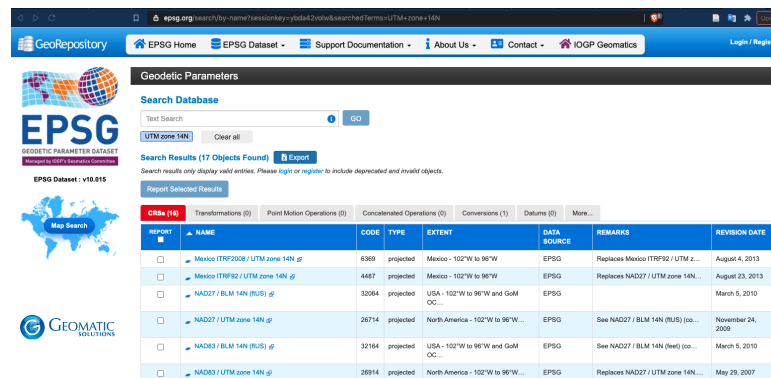 epsg.org/search/by-name?sessionkey=ybda42voiw&searchedTerms=UTM+zone+14N
GeoRepository
EPSG Home
EPSG Dataset
Support Documentation
About Us
Contact
IOGP Geomatics
Login / Regis
EPSG
GEODETIC PARAMETER DATASET
Managed by IOGP's Geomatics Committee
EPSG Dataset : v10.015
Map Search
GEOMATIC
SOLUTIONS
Geodetic Parameters
Search Database
Text Search GO
UTM zone 14N Clear all
Search Results (17 Objects Found) Export
Search results only display valid entries. Please login or register to include deprecated and invalid objects.
Report Selected Results
CRSs (16) Transformations (0) Point Motion Operations (0) Concatenated Operations (0) Conversions (1) Datums (0) More...
REPORT NAME CODE TYPE EXTENT DATA SOURCE REMARKS REVISION DATE
Mexico ITRF2008 / UTM zone 14N 6369 projected Mexico - 102°W to 96°W EPSG Replaces Mexico ITRF92 / UTM z... August 4, 2013
Mexico ITRF92 / UTM zone 14N 4487 projected Mexico - 102°W to 96°W EPSG Replaces NAD27 / UTM zone 14N... August 23, 2013
NAD27 / BLM 14N (ftUS) 32064 projected USA - 102°W to 96°W and GoM OC... EPSG March 5, 2010
NAD27 / UTM zone 14N 26714 projected North America - 102°W to 96°W... EPSG See NAD27 / BLM 14N (ftUS) (co... November 24, 2009
NAD83 / BLM 14N (ftUS) 32164 projected USA - 102°W to 96°W and GoM OC... EPSG See NAD83 / BLM 14N (feet) (co... March 5, 2010
NAD83 / UTM zone 14N 26914 projected North America - 102°W to 96°W... EPSG Replaces NAD27 / UTM zone 14N.... May 29, 2007